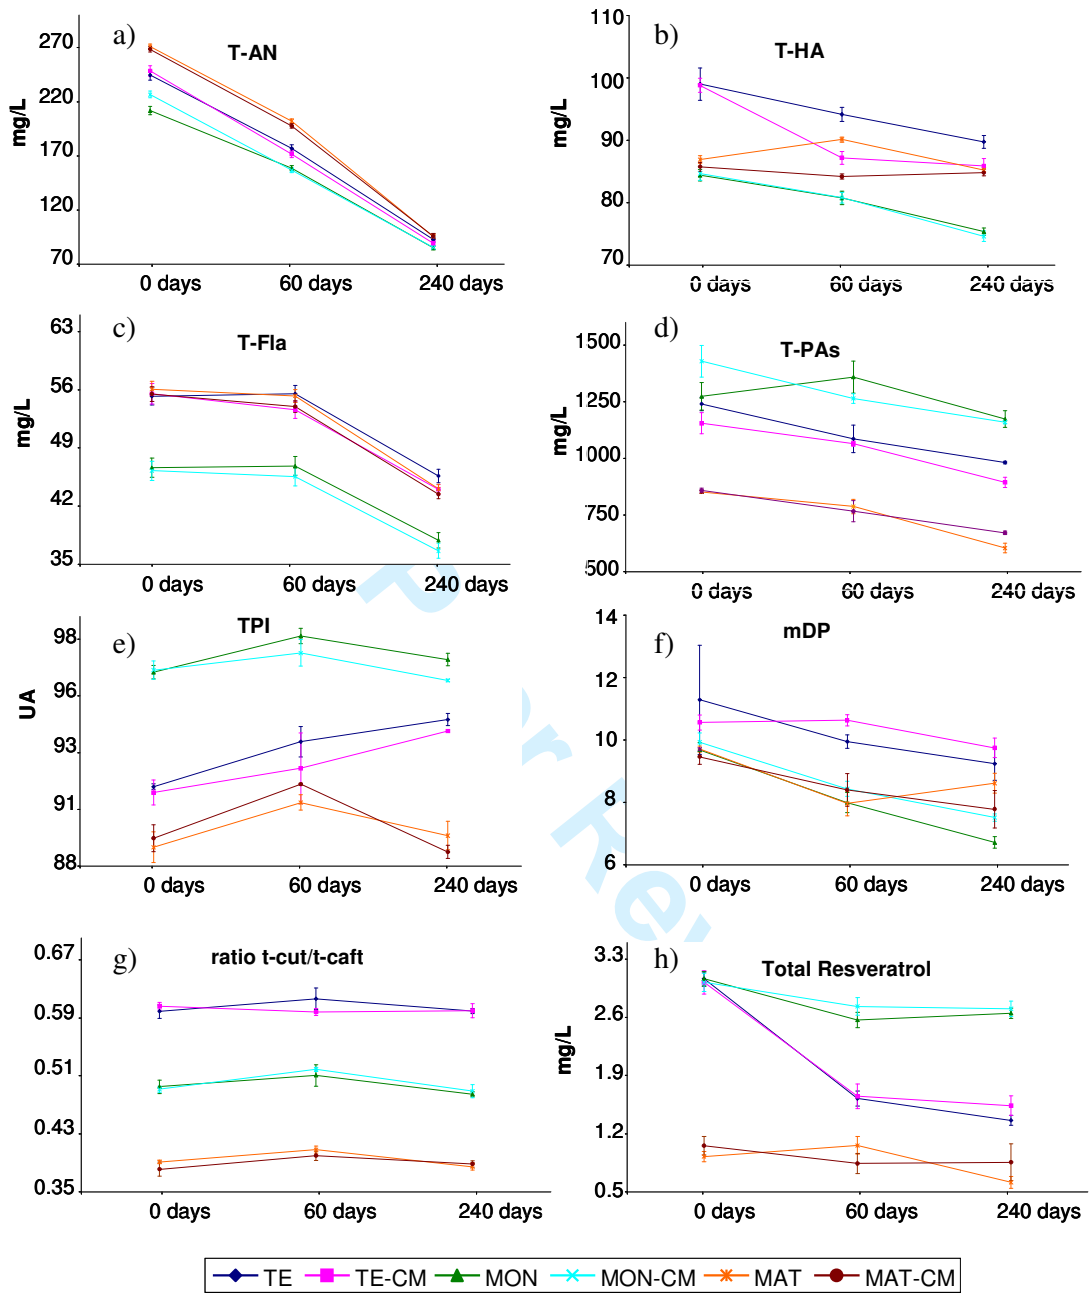 a)
T-AN
mg/L
270
220
170
120
70
0 days
60 days
240 days
b)
T-HA
mg/L
110
100
90
80
70
0 days
60 days
240 days
c)
T-Fla
mg/L
63
56
49
42
35
0 days
60 days
240 days
d)
T-PAs
mg/L
1500
1250
1000
750
500
0 days
60 days
240 days
e)
TPI
UA
98
96
93
91
88
0 days
60 days
240 days
f)
mDP
14
12
10
8
6
0 days
60 days
240 days
g)
ratio t-cut/t-caft
0.67
0.59
0.51
0.43
0.35
0 days
60 days
240 days
h)
Total Resveratrol
mg/L
3.3
2.6
1.9
1.2
0.5
0 days
60 days
240 days
TE TE-CM MON MON-CM MAT MAT-CM